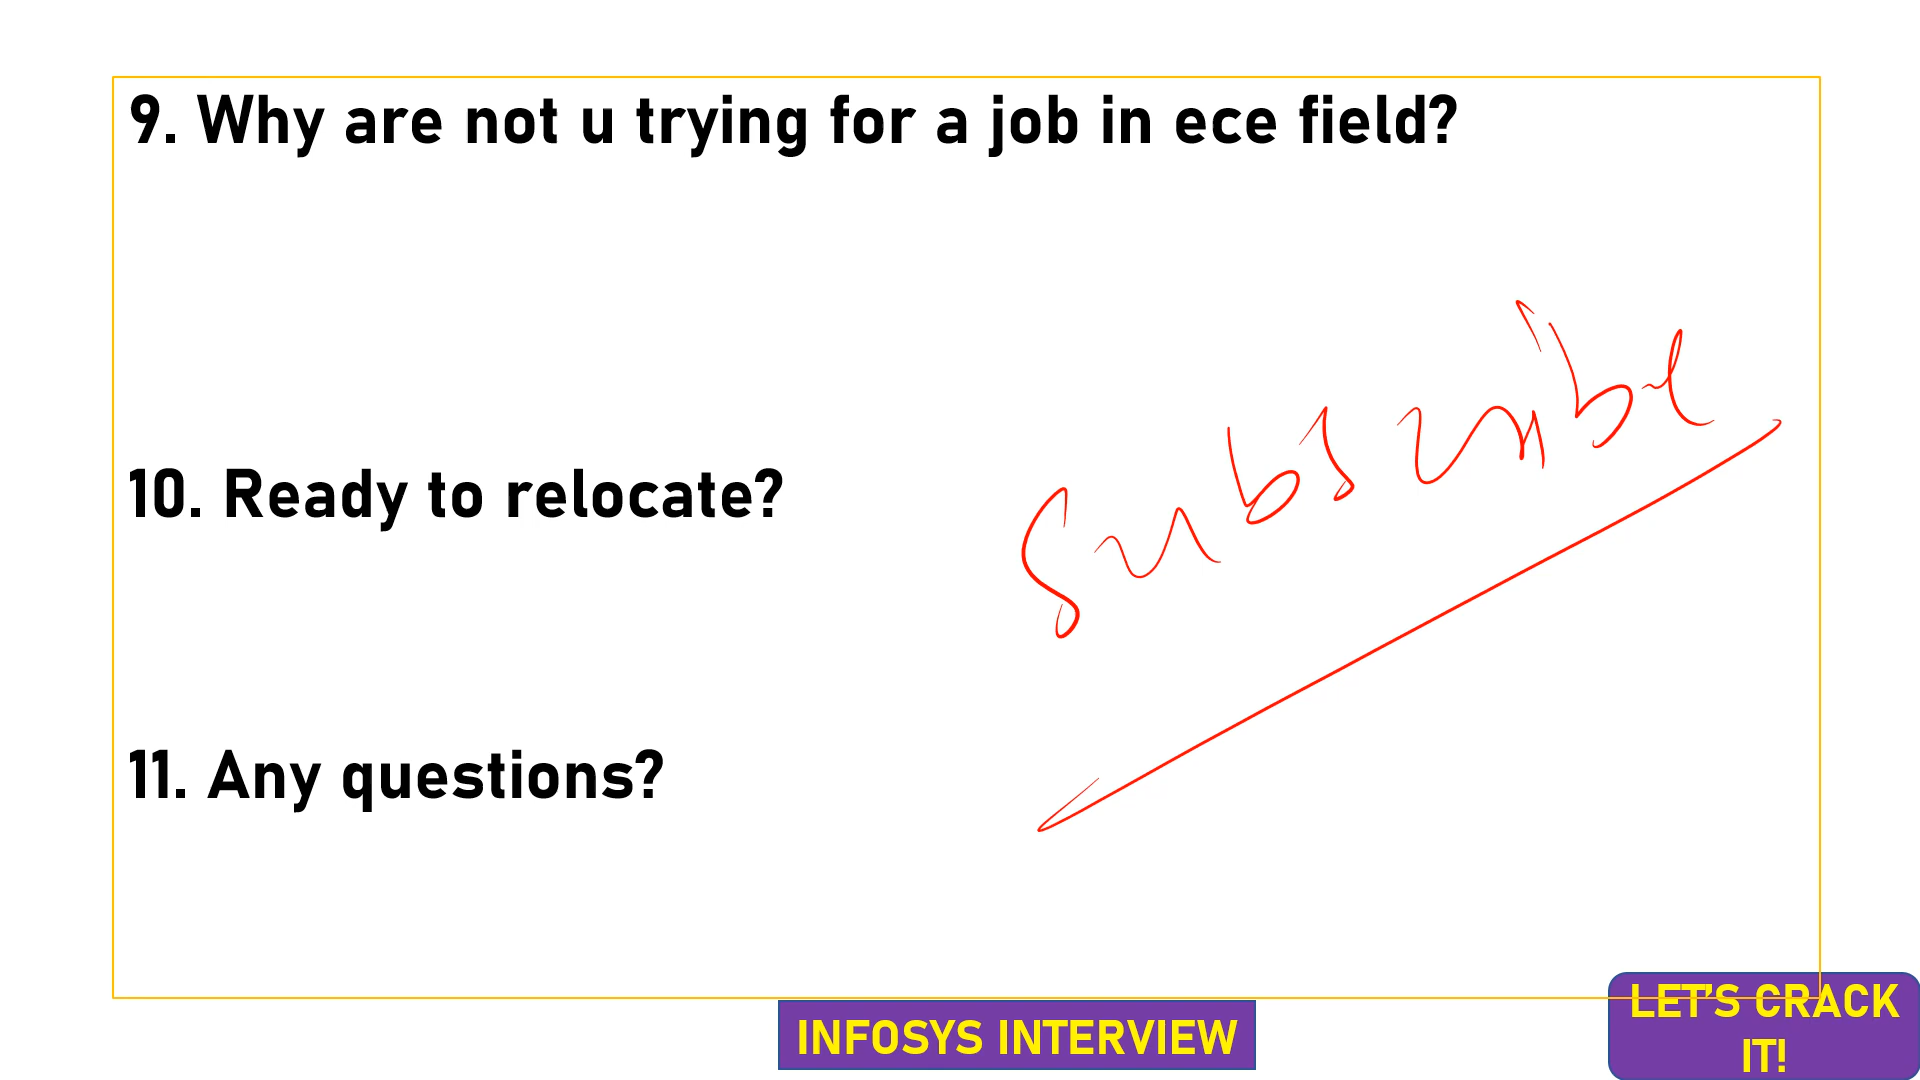 9. Why are not u trying for a job in ece field?
Subscribe
10. Ready to relocate?
11. Any questions?
INFOSYS INTERVIEW
LET'S CRACK
IT!